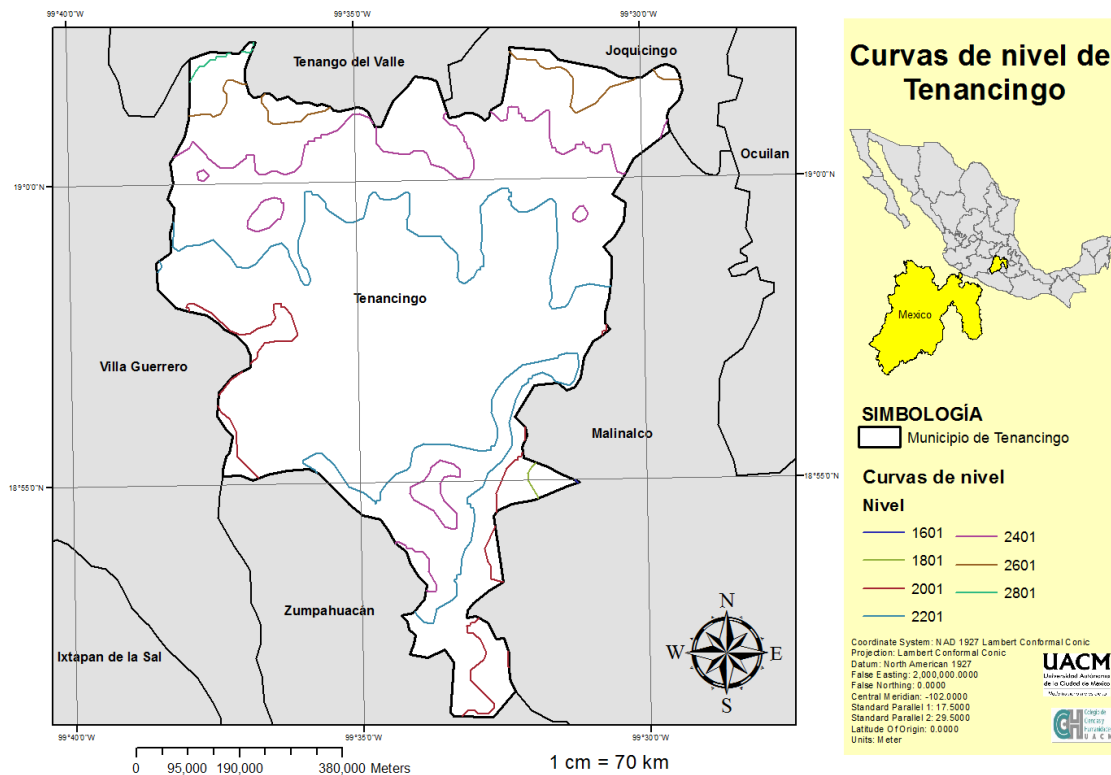 99°40'0"W
99°35'0"W
99°30'0"W
Tenango del Valle
Joquicingo
Ocuilan
19°0'0"N
19°0'0"N
Tenancingo
Villa Guerrero
Malinalco
18°55'0"N
18°55'0"N
Zumpahuacán
Ixtapan de la Sal
N
W
E
S
99°40'0"W
99°35'0"W
99°30'0"W
0 95,000 190,000 380,000 Meters
1 cm = 70 km
Curvas de nivel de
Tenancingo
Mexico
SIMBOLOGÍA
Municipio de Tenancingo
Curvas de nivel
Nivel
1601
1801
2001
2201
2401
2601
2801
Coordinate System: NAD 1927 Lambert Conformal Conic
Projection: Lambert Conformal Conic
Datum: North American 1927
False Easting: 2,000,000.0000
False Northing: 0.0000
Central Meridian: -102.0000
Standard Parallel 1: 17.5000
Standard Parallel 2: 29.5000
Latitude Of Origin: 0.0000
Units: Meter
UACM
Universidad Autónoma
de la Ciudad de México
Colegio de
Ciencias y
Humanidades
UACM